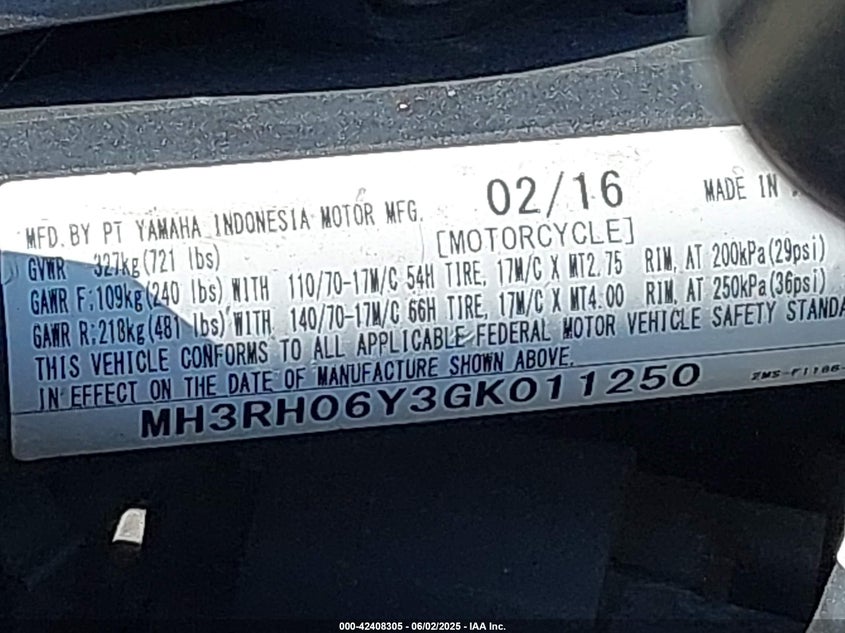 02/16
MADE IN
MFD. BY PT YAMAHA INDONESIA MOTOR MFG.
[MOTORCYCLE]
GVWR 327kg(721 lbs)
GAWR F:109kg(240 lbs) WITH 110/70-17M/C 54H TIRE, 17M/C X MT2.75 RIM, AT 200kPa(29psi)
GAWR R:218kg(481 lbs) WITH 140/70-17M/C 66H TIRE, 17M/C X MT4.00 RIM, AT 250kPa(36psi)
THIS VEHICLE CONFORMS TO ALL APPLICABLE FEDERAL MOTOR VEHICLE SAFETY STANDA
IN EFFECT ON THE DATE OF MANUFACTURE SHOWN ABOVE.
MH3RH06Y3GK011250
2MS-F1166-
000-42408305 - 06/02/2025 - IAA Inc.